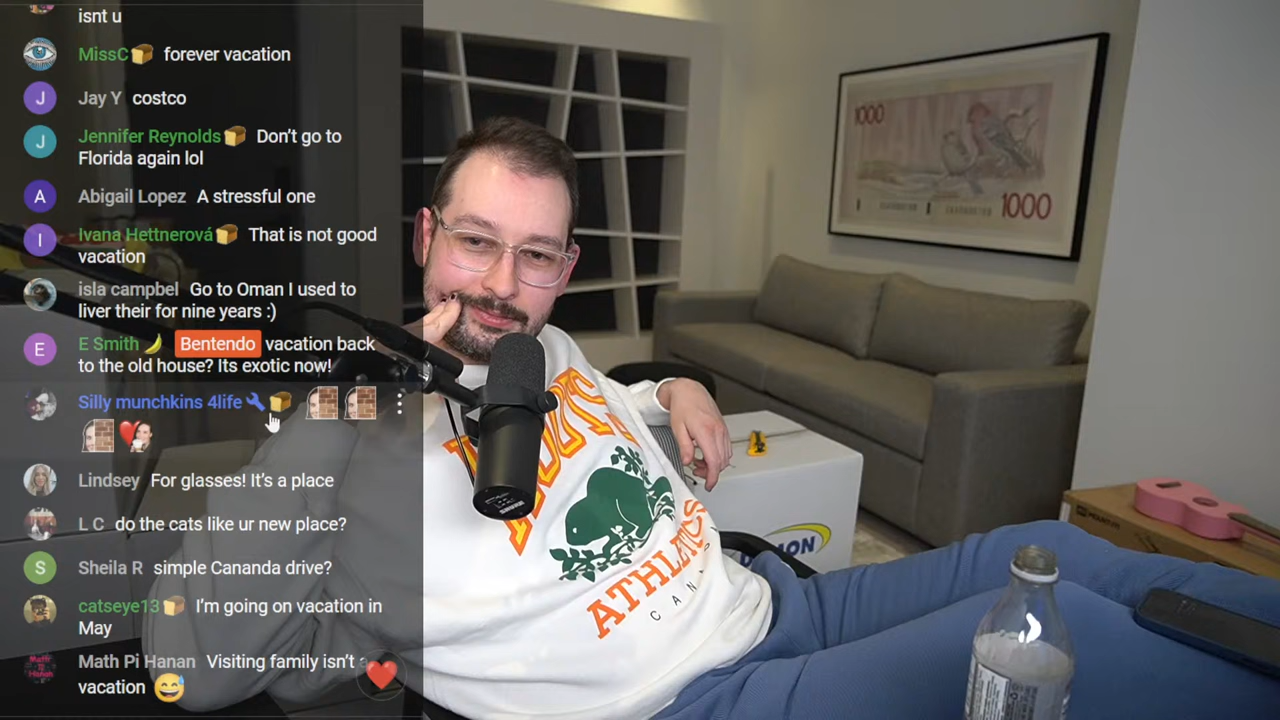 isnt u
MissC forever vacation
J Jay Y costco
J Jennifer Reynolds Don't go to
Florida again lol
A Abigail Lopez A stressful one
I Ivana Hettnerová That is not good
vacation
isla campbel Go to Oman I used to
liver their for nine years :)
E E Smith Bentendo vacation back
to the old house? Its exotic now!
Silly munchkins 4life
Lindsey For glasses! It's a place
L C do the cats like ur new place?
S Sheila R simple Cananda drive?
catseye13 I'm going on vacation in
May
Math Pi Hanan Visiting family isn't a
vacation
1000
1000
ROOTS
ATHLETICS
CANAD